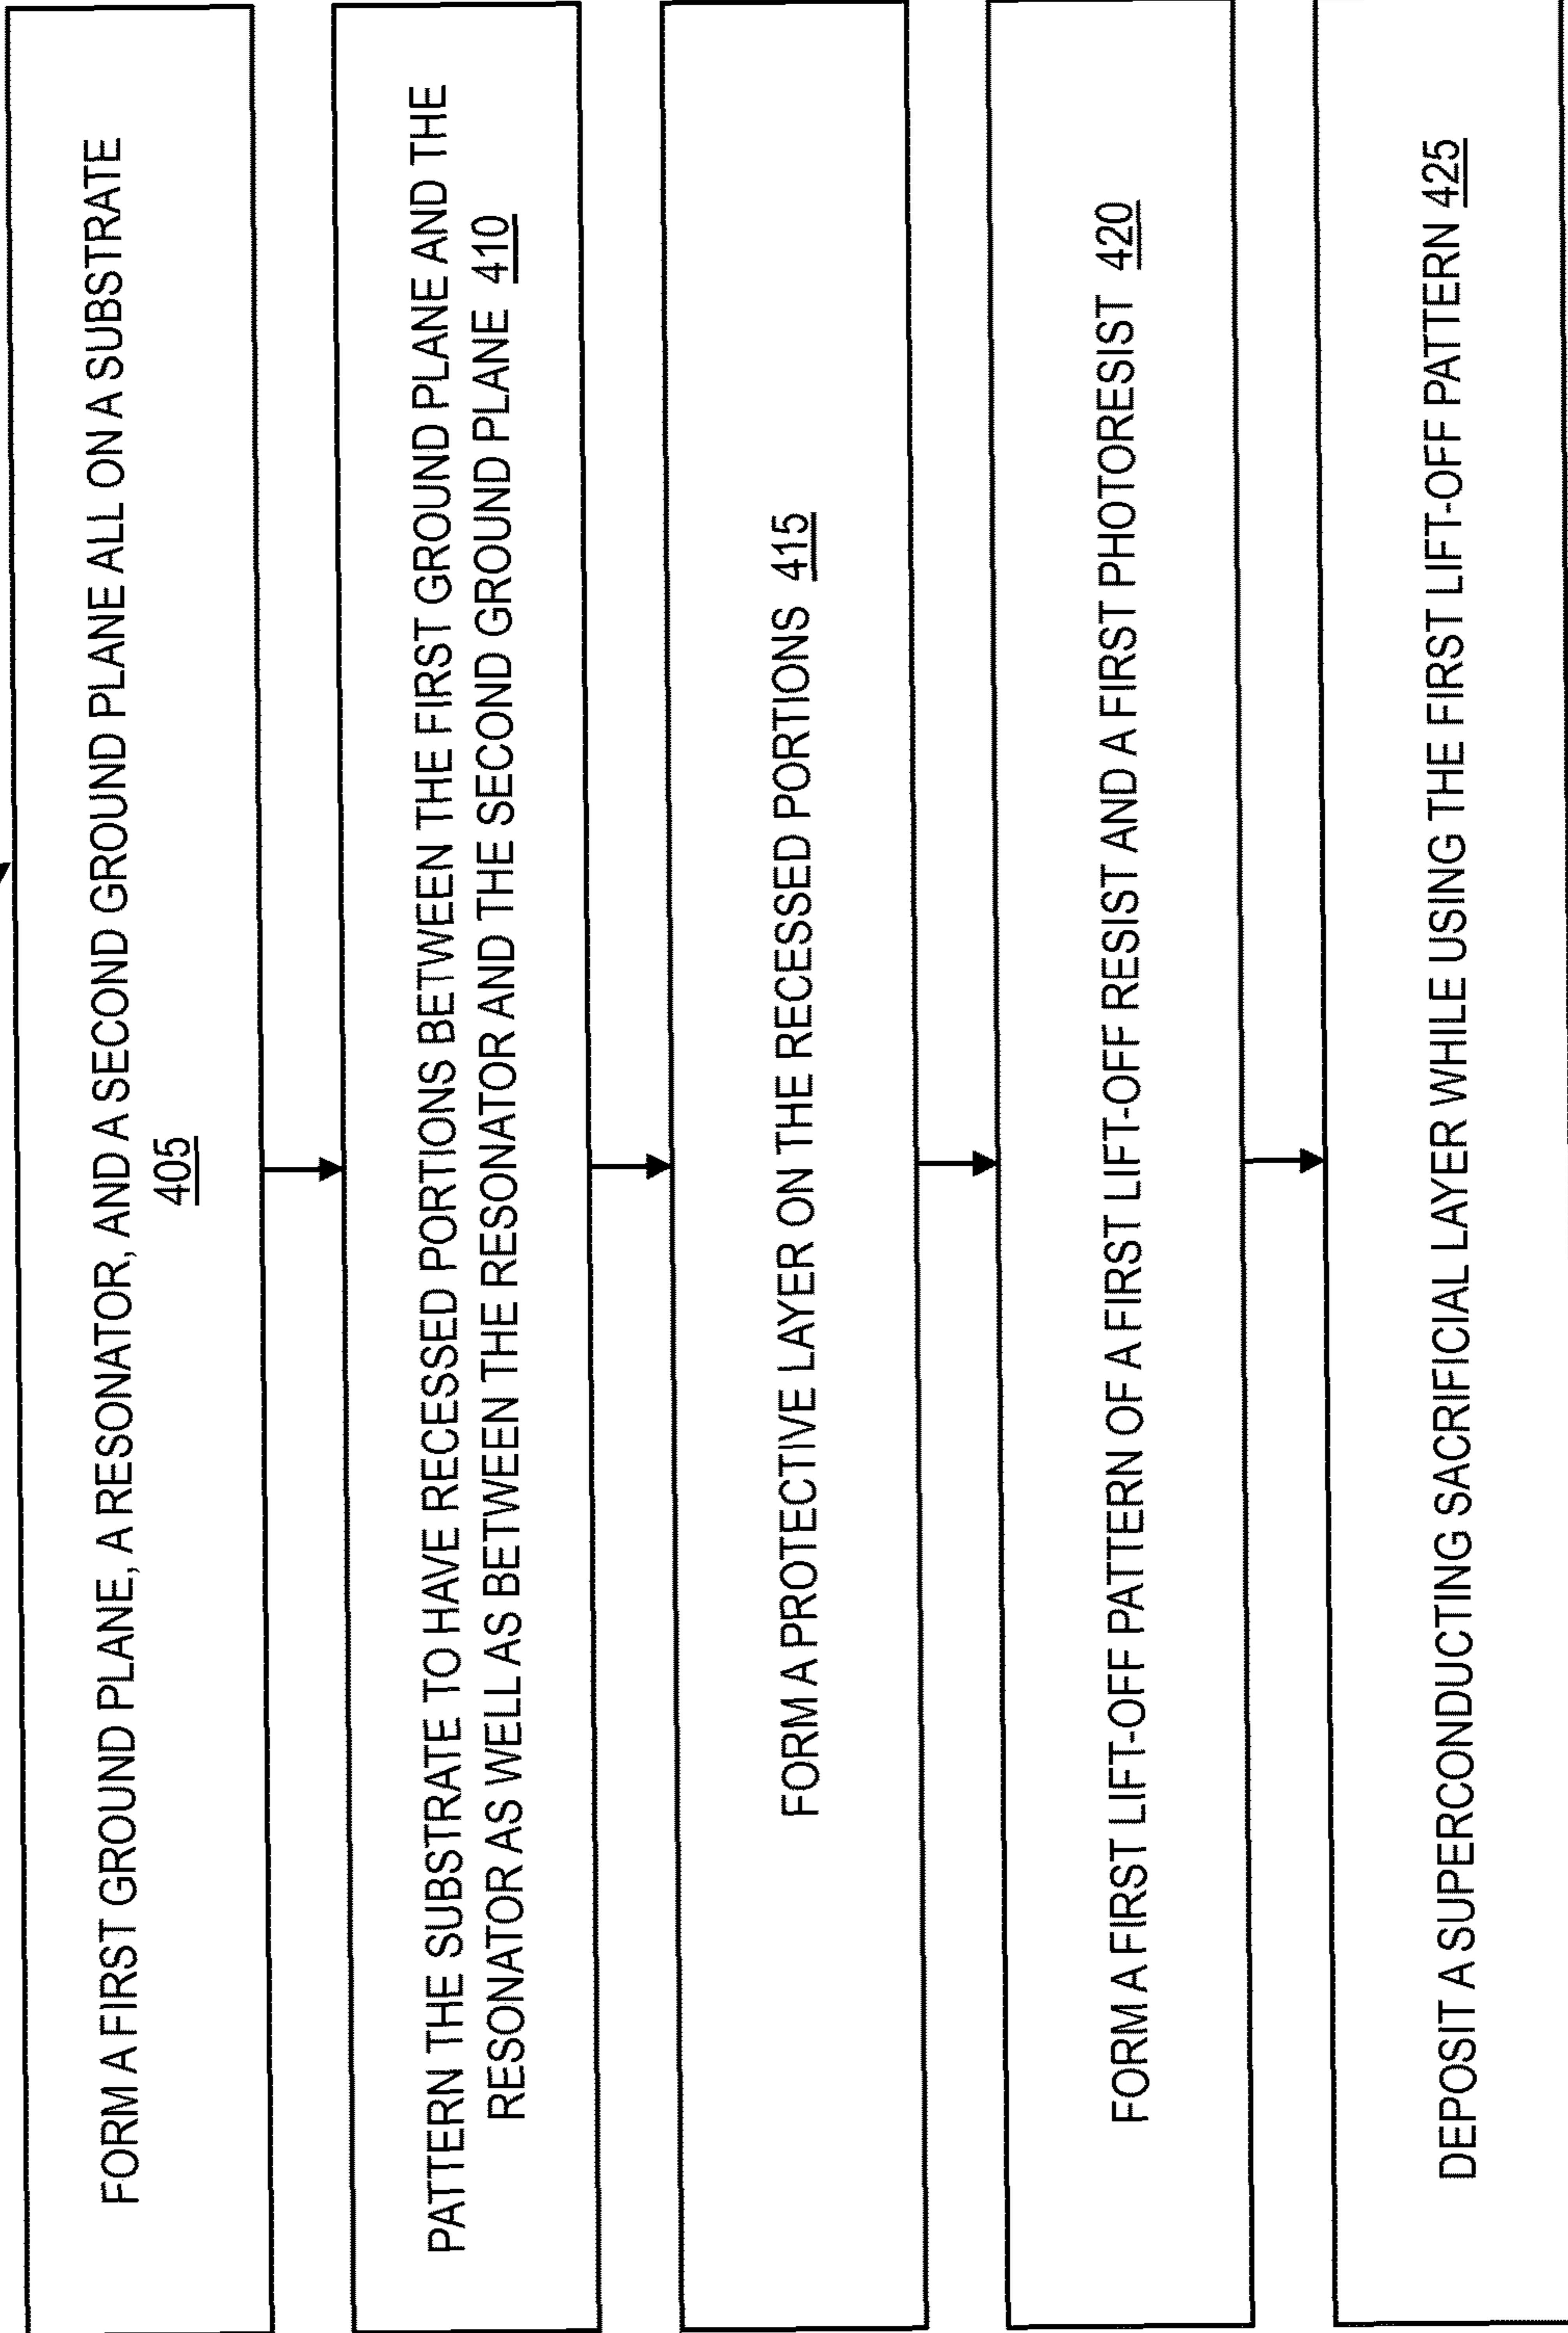 FORM A FIRST GROUND PLANE, A RESONATOR, AND A SECOND GROUND PLANE ALL ON A SUBSTRATE
405
PATTERN THE SUBSTRATE TO HAVE RECESSED PORTIONS BETWEEN THE FIRST GROUND PLANE AND THE
RESONATOR AS WELL AS BETWEEN THE RESONATOR AND THE SECOND GROUND PLANE 410
FORM A PROTECTIVE LAYER ON THE RECESSED PORTIONS 415
FORM A FIRST LIFT-OFF PATTERN OF A FIRST LIFT-OFF RESIST AND A FIRST PHOTORESIST 420
DEPOSIT A SUPERCONDUCTING SACRIFICIAL LAYER WHILE USING THE FIRST LIFT-OFF PATTERN 425